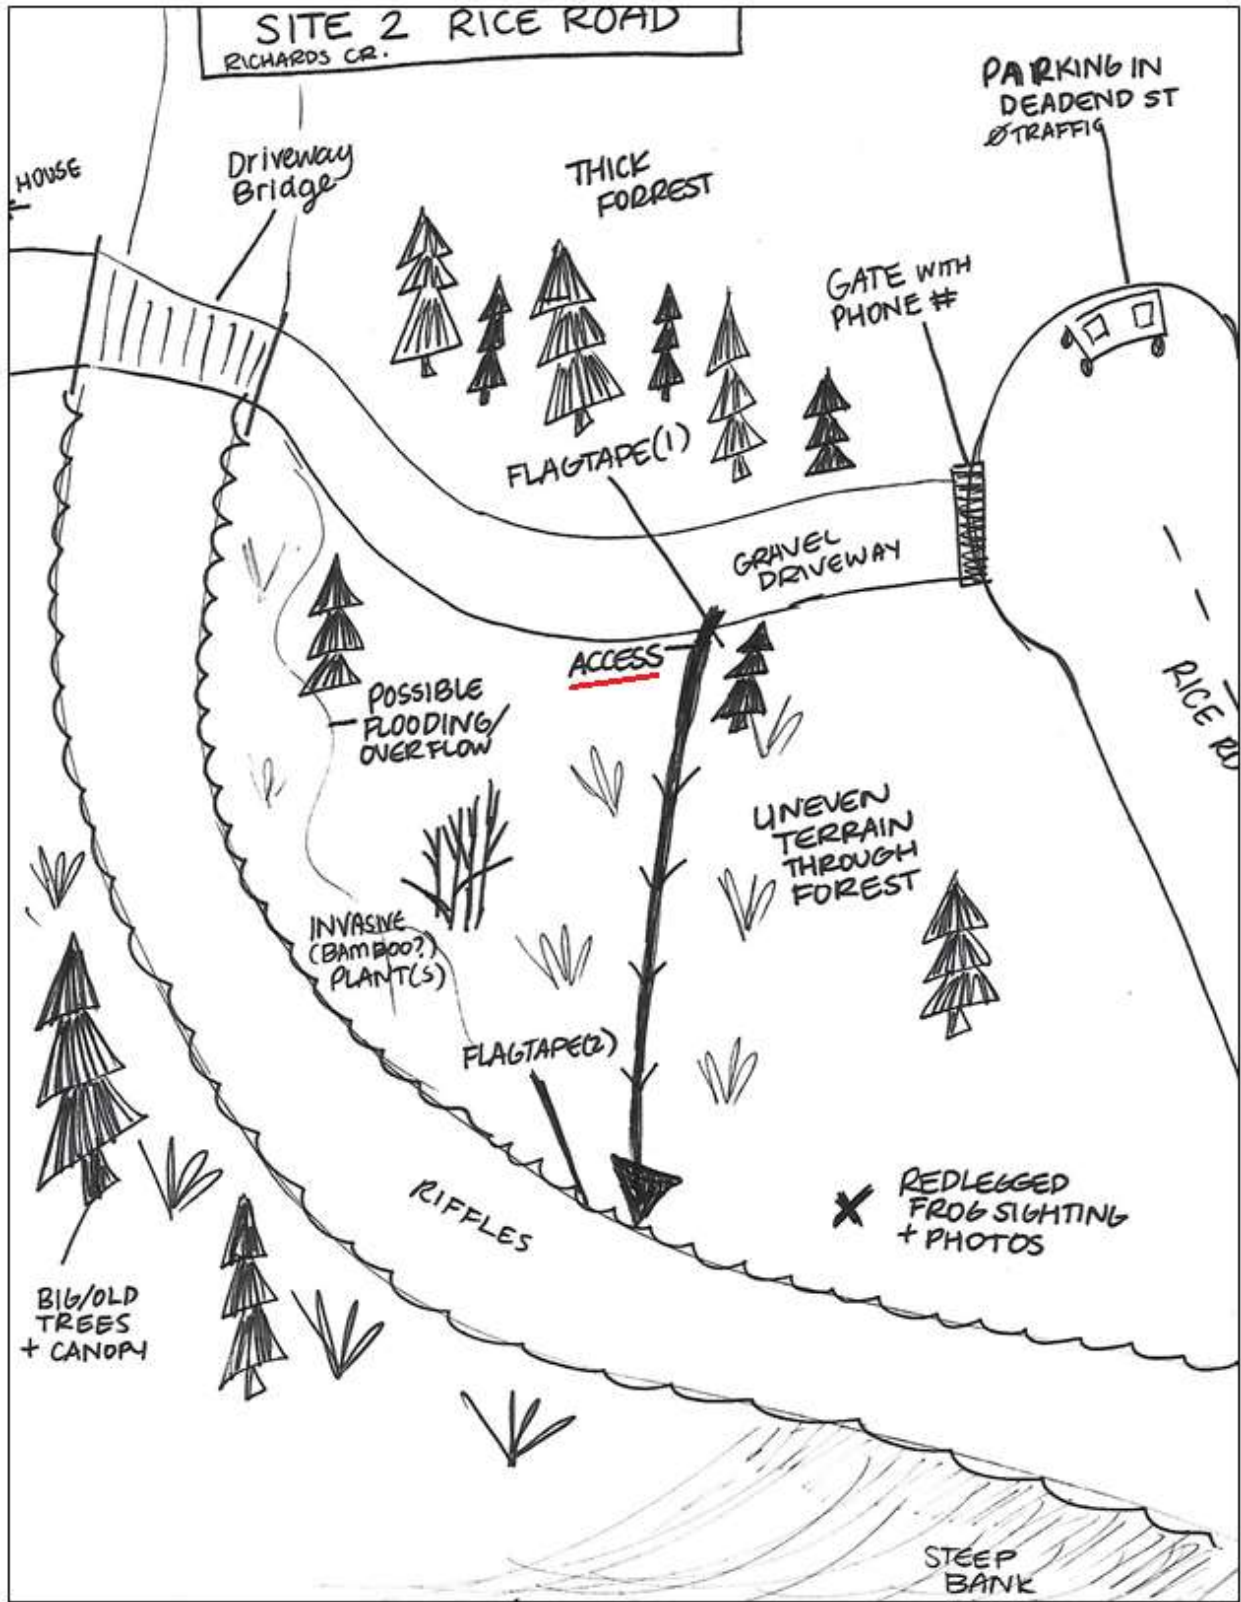 SITE 2 RICE ROAD
RICHARDS CR.
PARKING IN
DEADEND ST
ØTRAFFIC
HOUSE
Driveway
Bridge
THICK
FORREST
GATE WITH
PHONE #
FLAGTAPE(1)
GRAVEL
DRIVEWAY
ACCESS
RICE RD
POSSIBLE
FLOODING/
OVERFLOW
UNEVEN
TERRAIN
THROUGH
FOREST
INVASIVE
(BAMBOO?)
PLANT(S)
FLAGTAPE(2)
RIFFLES
X REDLEGGED
FROG SIGHTING
+ PHOTOS
BIG/OLD
TREES
+ CANOPY
STEEP
BANK